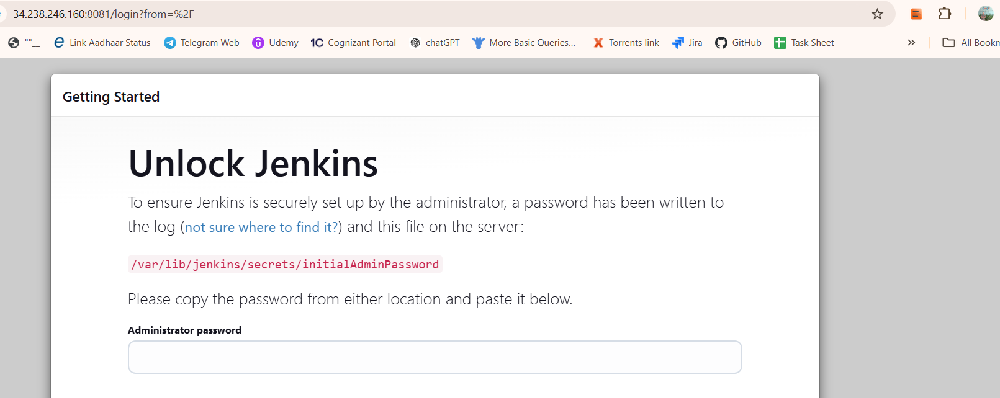 34.238.246.160:8081/login?from=%2F
""__ Link Aadhaar Status Telegram Web Udemy 1C Cognizant Portal chatGPT More Basic Queries... Torrents link Jira GitHub Task Sheet » All Bookm
Getting Started
Unlock Jenkins
To ensure Jenkins is securely set up by the administrator, a password has been written to
the log (not sure where to find it?) and this file on the server:
/var/lib/jenkins/secrets/initialAdminPassword
Please copy the password from either location and paste it below.
Administrator password